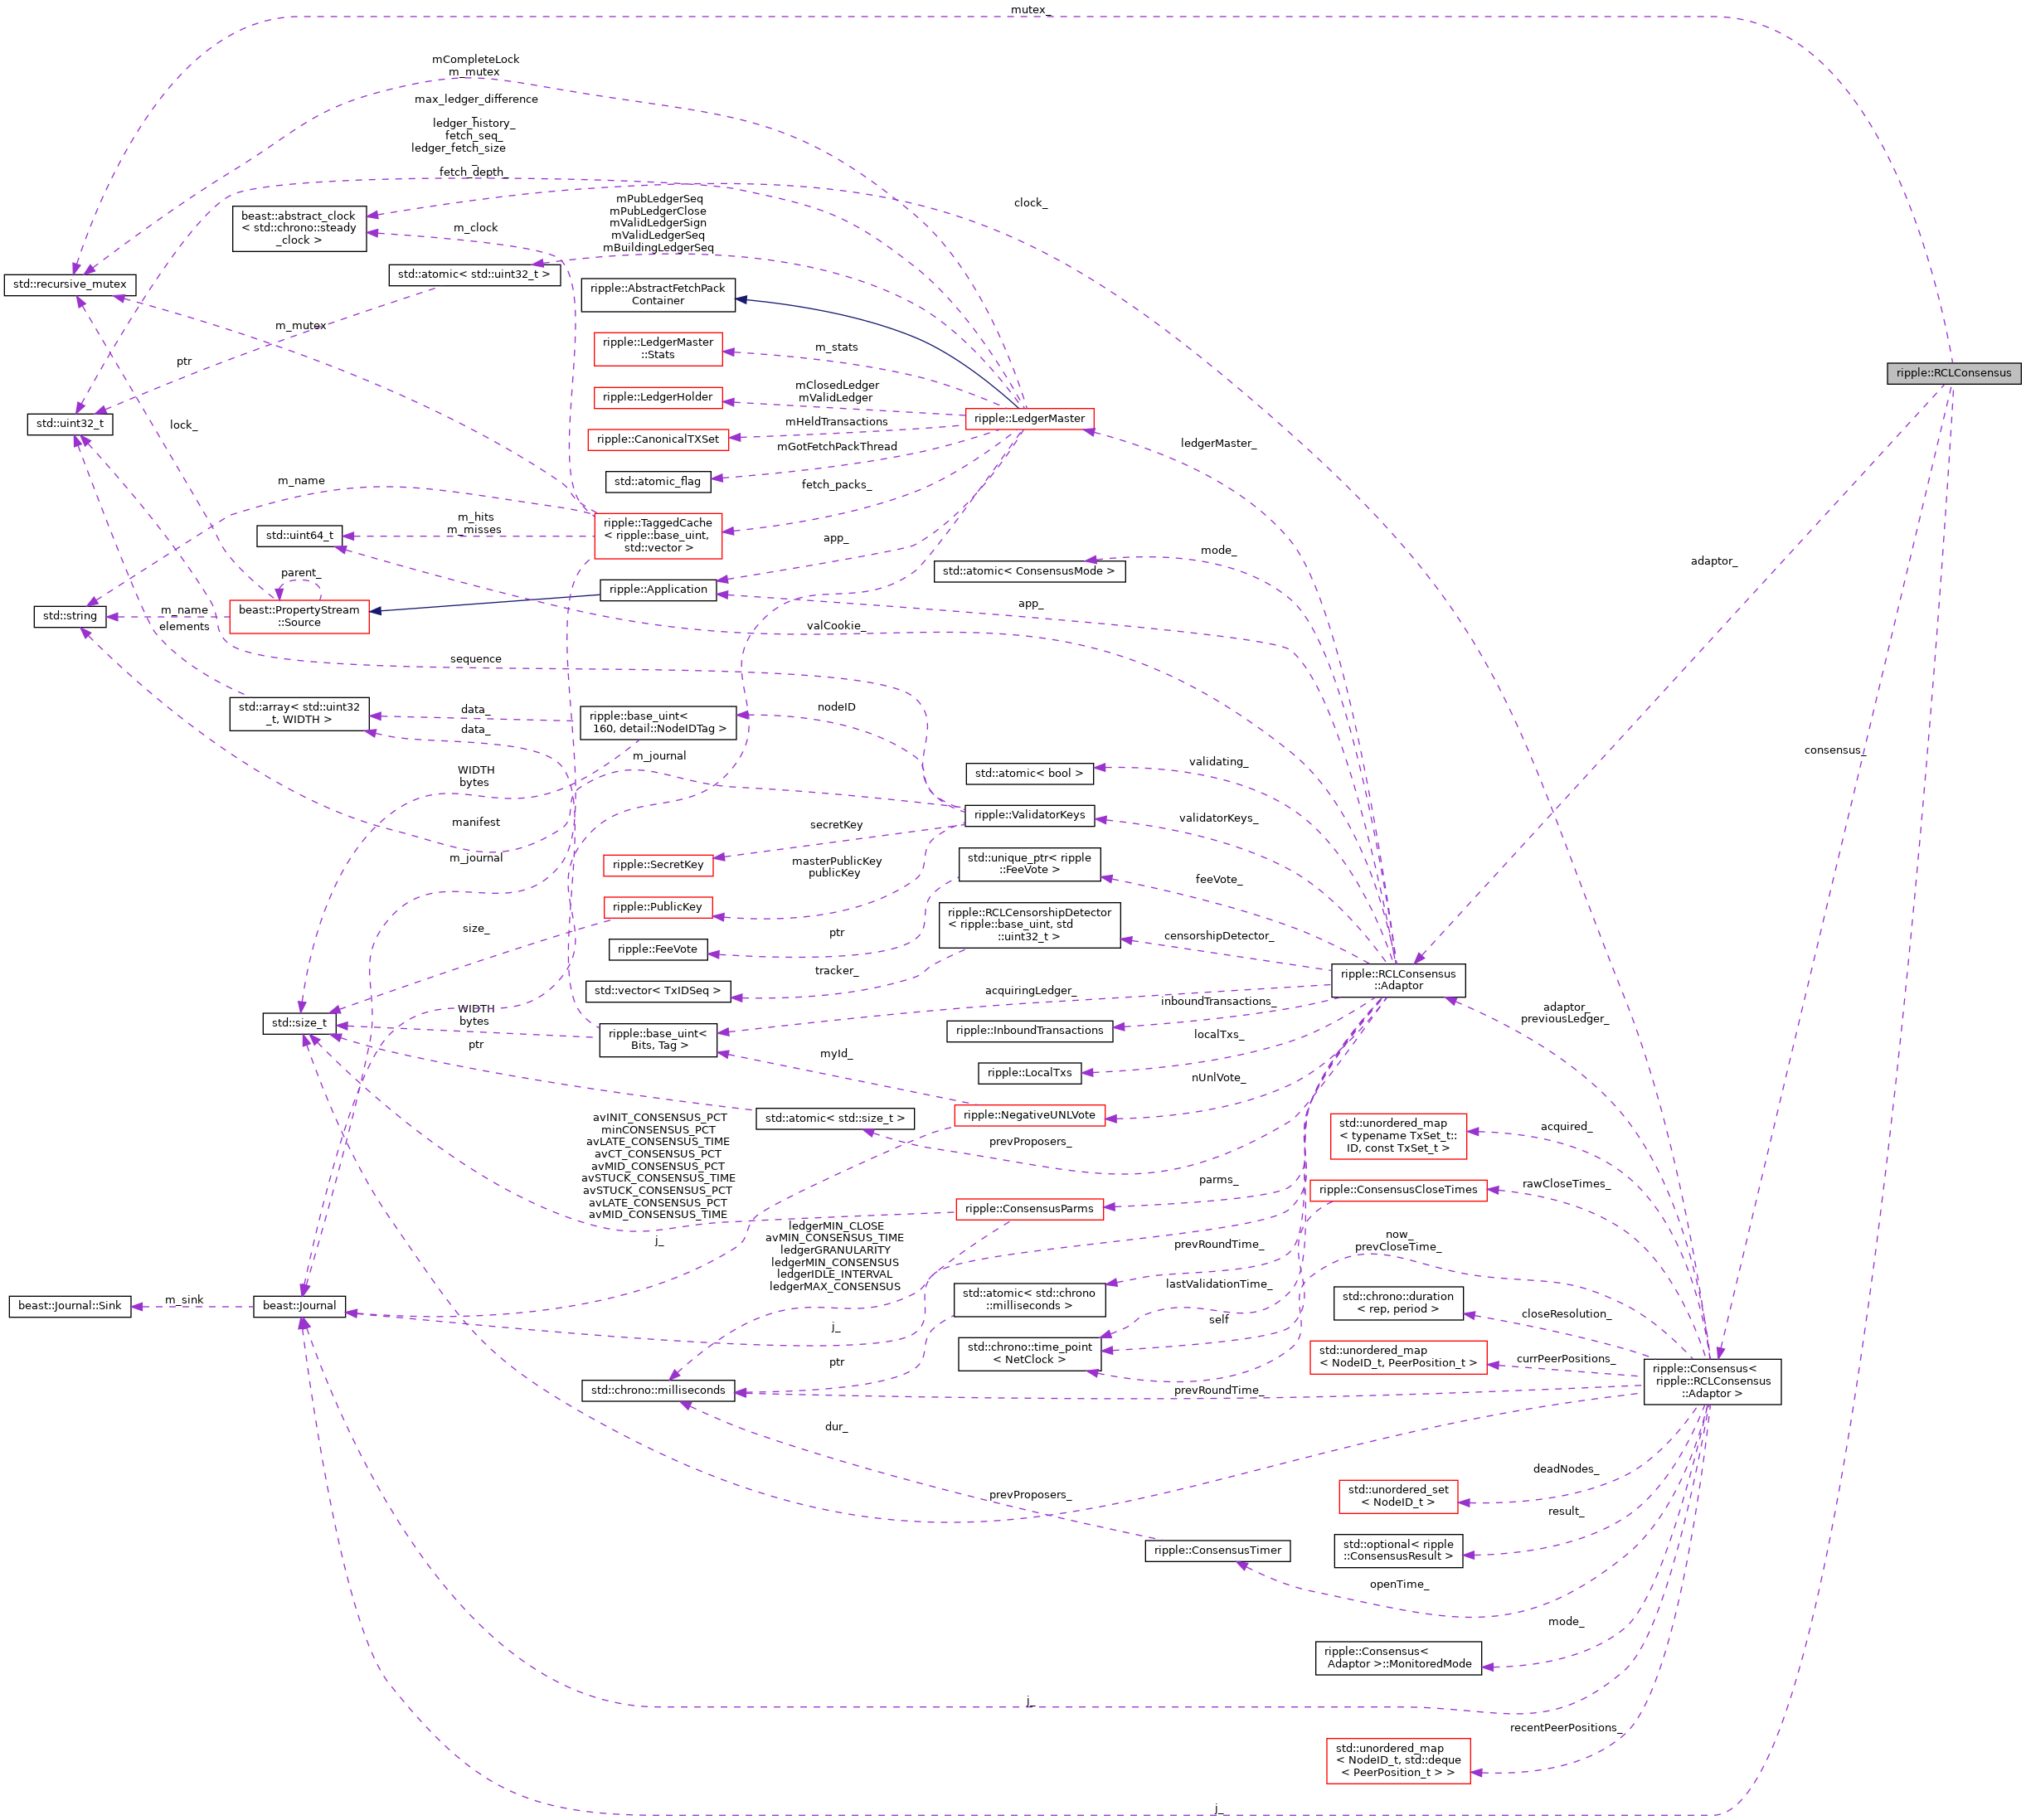 mutex_
mCompleteLock
m_mutex
max_ledger_difference
_
ledger_history_
fetch_seq_
ledger_fetch_size
_
fetch_depth_
beast::abstract_clock
< std::chrono::steady
_clock >
m_clock
mPubLedgerSeq
mPubLedgerClose
mValidLedgerSign
mValidLedgerSeq
mBuildingLedgerSeq
clock_
std::recursive_mutex
std::atomic< std::uint32_t >
ripple::AbstractFetchPack
Container
m_mutex
ptr
ripple::LedgerMaster
::Stats
m_stats
ripple::RCLConsensus
ripple::LedgerHolder
mClosedLedger
mValidLedger
std::uint32_t
lock_
ripple::CanonicalTXSet
mHeldTransactions
ripple::LedgerMaster
ledgerMaster_
mGotFetchPackThread
std::atomic_flag
m_name
fetch_packs_
std::uint64_t
m_hits
m_misses
ripple::TaggedCache
< ripple::base_uint,
std::vector >
app_
mode_
std::atomic< ConsensusMode >
adaptor_
parent_
ripple::Application
app_
std::string
m_name
elements
beast::PropertyStream
::Source
valCookie_
sequence
std::array< std::uint32
_t, WIDTH >
data_
data_
ripple::base_uint<
160, detail::NodeIDTag >
nodeID
consensus_
WIDTH
bytes
m_journal
std::atomic< bool >
validating_
manifest
ripple::ValidatorKeys
validatorKeys_
secretKey
m_journal
ripple::SecretKey
masterPublicKey
publicKey
std::unique_ptr< ripple
::FeeVote >
feeVote_
size_
ripple::PublicKey
ripple::FeeVote
ptr
ripple::RCLCensorshipDetector
< ripple::base_uint, std
::uint32_t >
censorshipDetector_
std::vector< TxIDSeq >
tracker_
ripple::RCLConsensus
::Adaptor
acquiringLedger_
inboundTransactions_
adaptor_
previousLedger_
std::size_t
WIDTH
bytes
ptr
ripple::base_uint<
Bits, Tag >
ripple::InboundTransactions
localTxs_
myId_
ripple::LocalTxs
nUnlVote_
std::atomic< std::size_t >
ripple::NegativeUNLVote
prevProposers_
std::unordered_map
< typename TxSet_t::
ID, const TxSet_t >
acquired_
avINIT_CONSENSUS_PCT
minCONSENSUS_PCT
avLATE_CONSENSUS_TIME
avCT_CONSENSUS_PCT
avMID_CONSENSUS_PCT
avSTUCK_CONSENSUS_TIME
avSTUCK_CONSENSUS_PCT
avLATE_CONSENSUS_PCT
avMID_CONSENSUS_TIME
parms_
ripple::ConsensusCloseTimes
rawCloseTimes_
ripple::ConsensusParms
j_
ledgerMIN_CLOSE
avMIN_CONSENSUS_TIME
ledgerGRANULARITY
ledgerMIN_CONSENSUS
ledgerIDLE_INTERVAL
ledgerMAX_CONSENSUS
prevRoundTime_
now_
prevCloseTime_
lastValidationTime_
beast::Journal::Sink
m_sink
beast::Journal
std::atomic< std::chrono
::milliseconds >
std::chrono::duration
< rep, period >
closeResolution_
j_
self
std::chrono::time_point
< NetClock >
std::unordered_map
< NodeID_t, PeerPosition_t >
currPeerPositions_
ptr
std::chrono::milliseconds
prevRoundTime_
ripple::Consensus<
ripple::RCLConsensus
::Adaptor >
dur_
prevProposers_
deadNodes_
std::unordered_set
< NodeID_t >
result_
std::optional< ripple
::ConsensusResult >
ripple::ConsensusTimer
openTime_
mode_
ripple::Consensus<
Adaptor >::MonitoredMode
j_
recentPeerPositions_
std::unordered_map
< NodeID_t, std::deque
< PeerPosition_t > >
j_